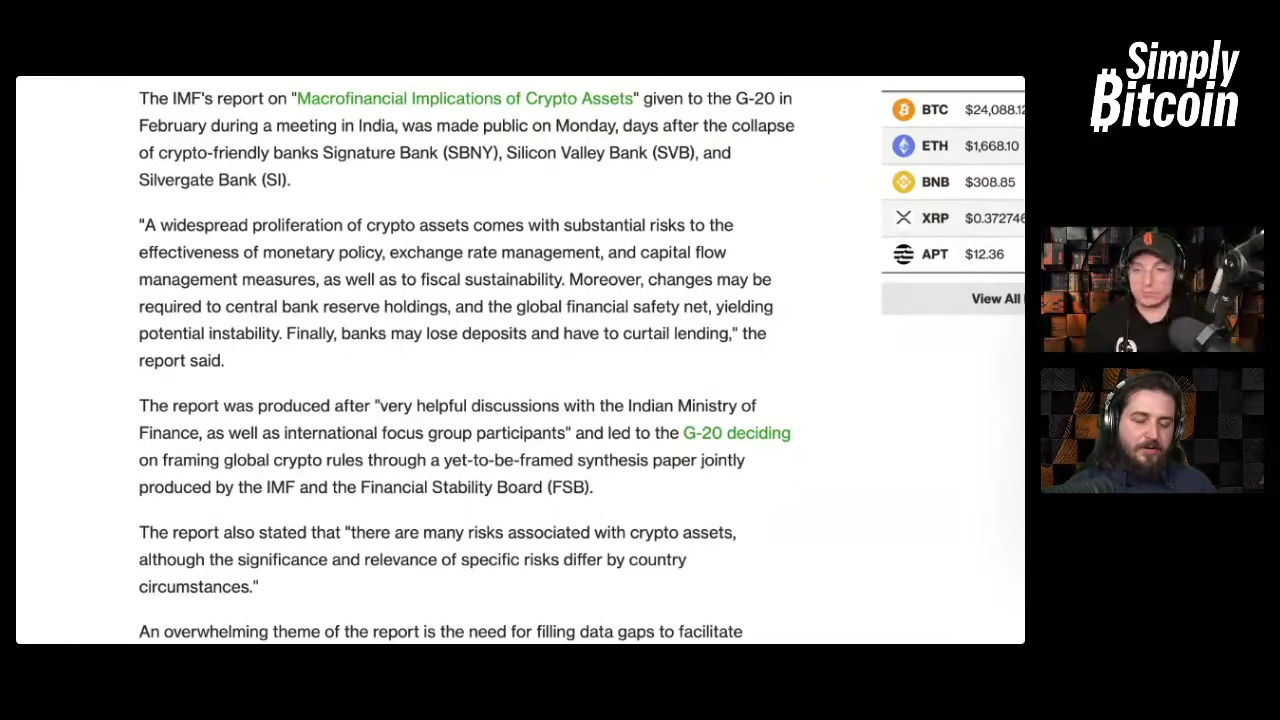 The IMF's report on "Macrofinancial Implications of Crypto Assets" given to the G-20 in
February during a meeting in India, was made public on Monday, days after the collapse
of crypto-friendly banks Signature Bank (SBNY), Silicon Valley Bank (SVB), and
Silvergate Bank (SI).
"A widespread proliferation of crypto assets comes with substantial risks to the
effectiveness of monetary policy, exchange rate management, and capital flow
management measures, as well as to fiscal sustainability. Moreover, changes may be
required to central bank reserve holdings, and the global financial safety net, yielding
potential instability. Finally, banks may lose deposits and have to curtail lending," the
report said.
The report was produced after "very helpful discussions with the Indian Ministry of
Finance, as well as international focus group participants" and led to the G-20 deciding
on framing global crypto rules through a yet-to-be-framed synthesis paper jointly
produced by the IMF and the Financial Stability Board (FSB).
The report also stated that "there are many risks associated with crypto assets,
although the significance and relevance of specific risks differ by country
circumstances."
An overwhelming theme of the report is the need for filling data gaps to facilitate
BTC $24,088.12
ETH $1,668.10
BNB $308.85
XRP $0.372746
APT $12.36
View All
Simply
Bitcoin